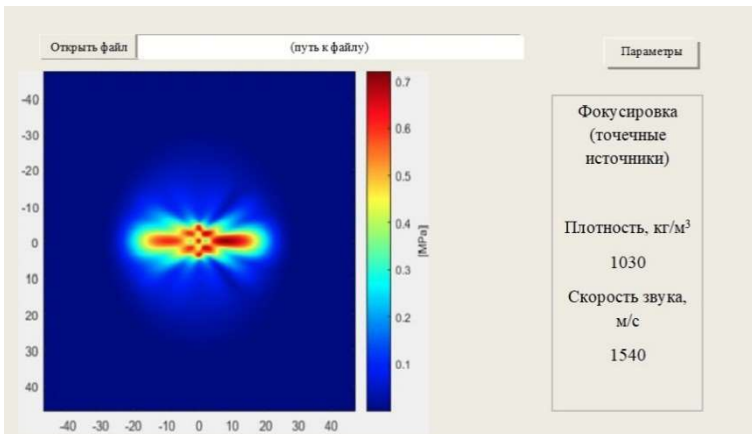 Открыть файл (путь к файлу) Параметры
-40
-30
-20
-10
0
10
20
30
40
-40 -30 -20 -10 0 10 20 30 40
0.7
0.6
0.5
0.4
0.3
0.2
0.1
[MPa]
Фокусировка
(точечные
источники)
Плотность, кг/м³
1030
Скорость звука,
м/с
1540